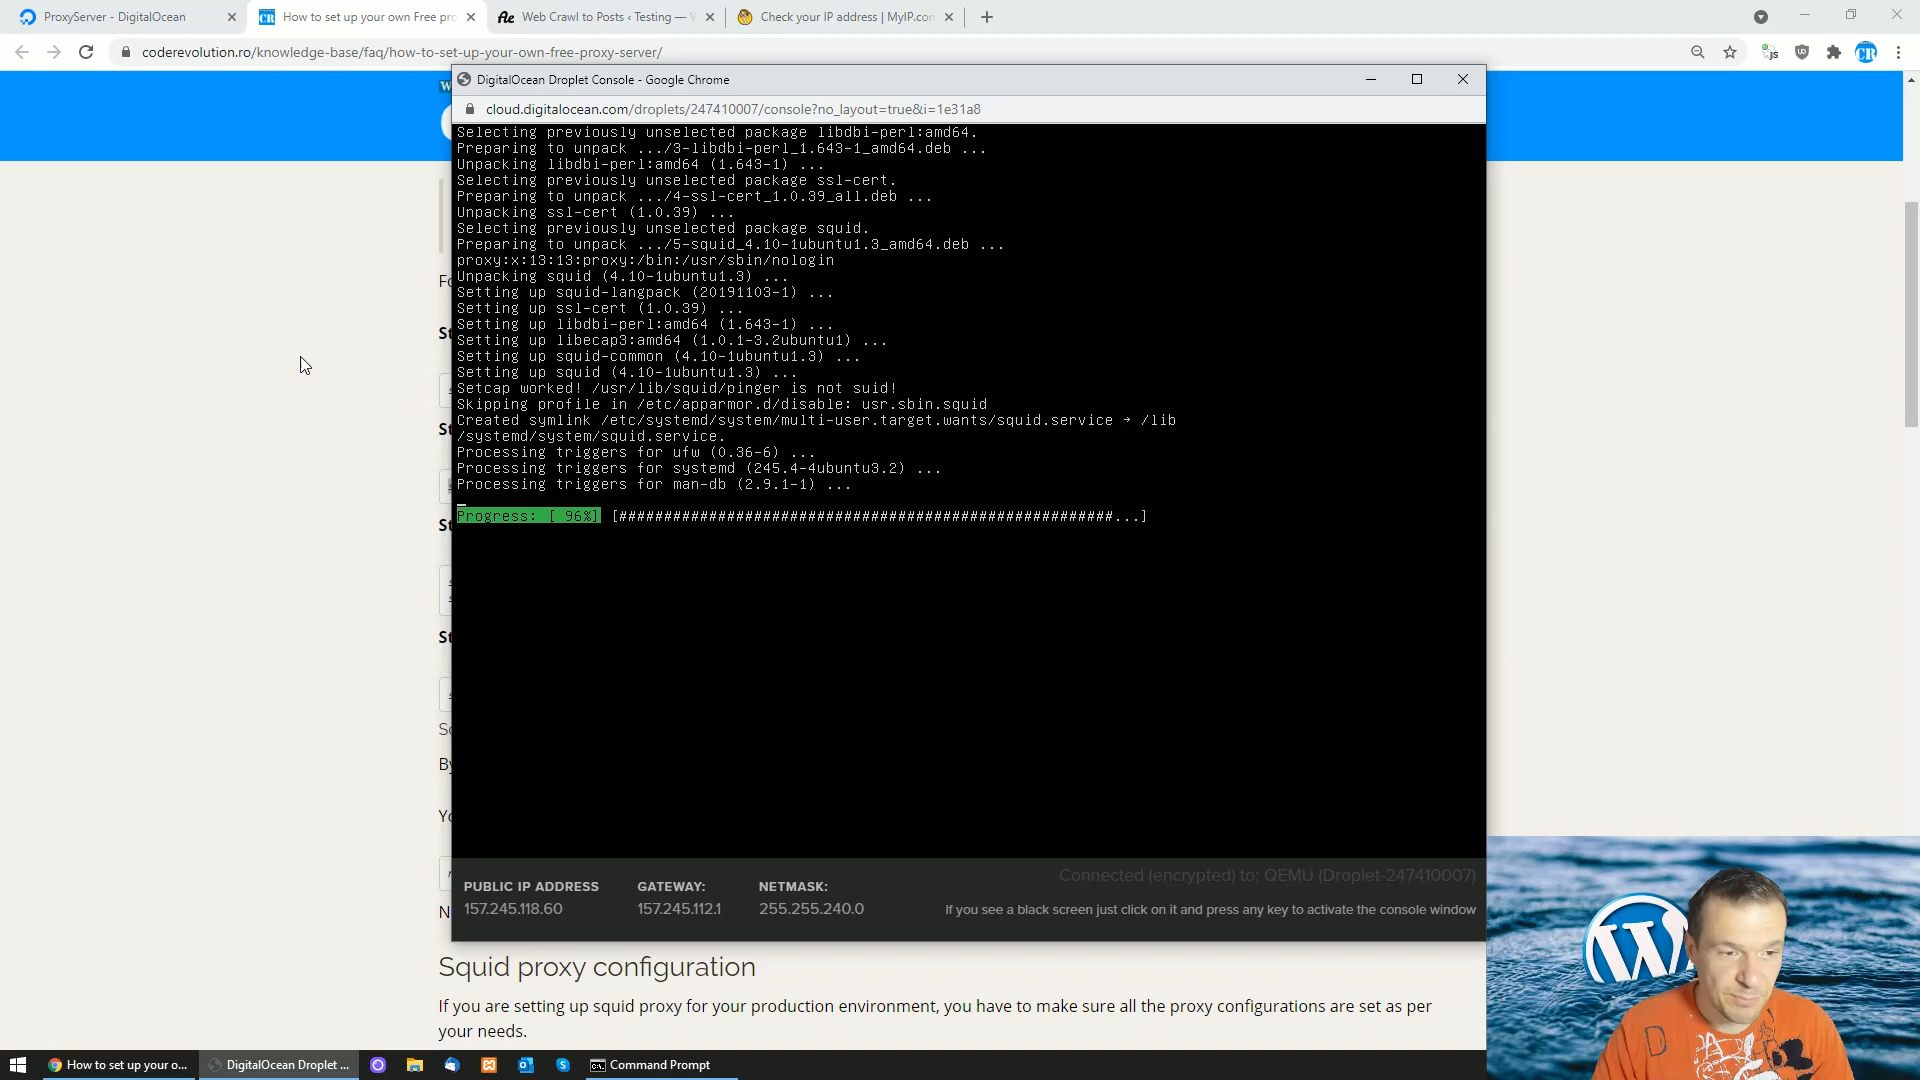 ProxyServer - DigitalOcean
How to set up your own Free pro
Web Crawl to Posts ‹ Testing —
Check your IP address | MyIP.com
coderevolution.ro/knowledge-base/faq/how-to-set-up-your-own-free-proxy-server/
DigitalOcean Droplet Console - Google Chrome
cloud.digitalocean.com/droplets/247410007/console?no_layout=true&i=1e31a8
Selecting previously unselected package libdbi-perl:amd64.
Preparing to unpack .../3-libdbi-perl_1.643-1_amd64.deb ...
Unpacking libdbi-perl:amd64 (1.643-1) ...
Selecting previously unselected package ssl-cert.
Preparing to unpack .../4-ssl-cert_1.0.39_all.deb ...
Unpacking ssl-cert (1.0.39) ...
Selecting previously unselected package squid.
Preparing to unpack .../5-squid_4.10-1ubuntu1.3_amd64.deb ...
proxy:x:13:13:proxy:/bin:/usr/sbin/nologin
Unpacking squid (4.10-1ubuntu1.3) ...
Setting up squid-langpack (20191103-1) ...
Setting up ssl-cert (1.0.39) ...
Setting up libdbi-perl:amd64 (1.643-1) ...
Setting up libecap3:amd64 (1.0.1-3.2ubuntu1) ...
Setting up squid-common (4.10-1ubuntu1.3) ...
Setting up squid (4.10-1ubuntu1.3) ...
Setcap worked! /usr/lib/squid/pinger is not suid!
Skipping profile in /etc/apparmor.d/disable: usr.sbin.squid
Created symlink /etc/systemd/system/multi-user.target.wants/squid.service → /lib
/systemd/system/squid.service.
Processing triggers for ufw (0.36-6) ...
Processing triggers for systemd (245.4-4ubuntu3.2) ...
Processing triggers for man-db (2.9.1-1) ...
Progress: [ 96%] [#######################################################...]
Connected (encrypted) to: QEMU (Droplet-247410007)
PUBLIC IP ADDRESS GATEWAY: NETMASK:
157.245.118.60 157.245.112.1 255.255.240.0
If you see a black screen just click on it and press any key to activate the console window
Squid proxy configuration
If you are setting up squid proxy for your production environment, you have to make sure all the proxy configurations are set as per
your needs.
How to set up your o...
DigitalOcean Droplet ...
Command Prompt